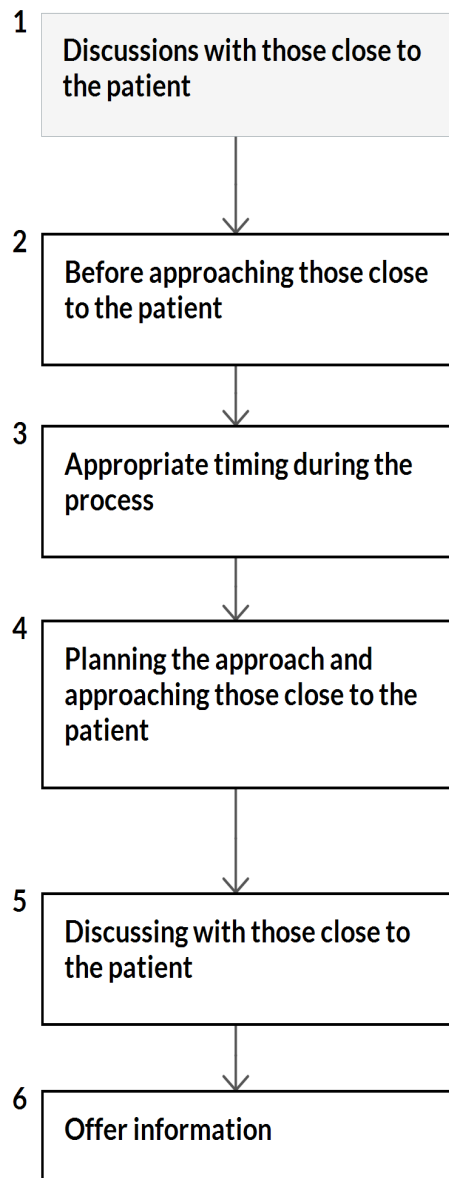 1
Discussions with those close to
the patient
2
Before approaching those close
to the patient
3
Appropriate timing during the
process
4
Planning the approach and
approaching those close to the
patient
5
Discussing with those close to
the patient
6
Offer information